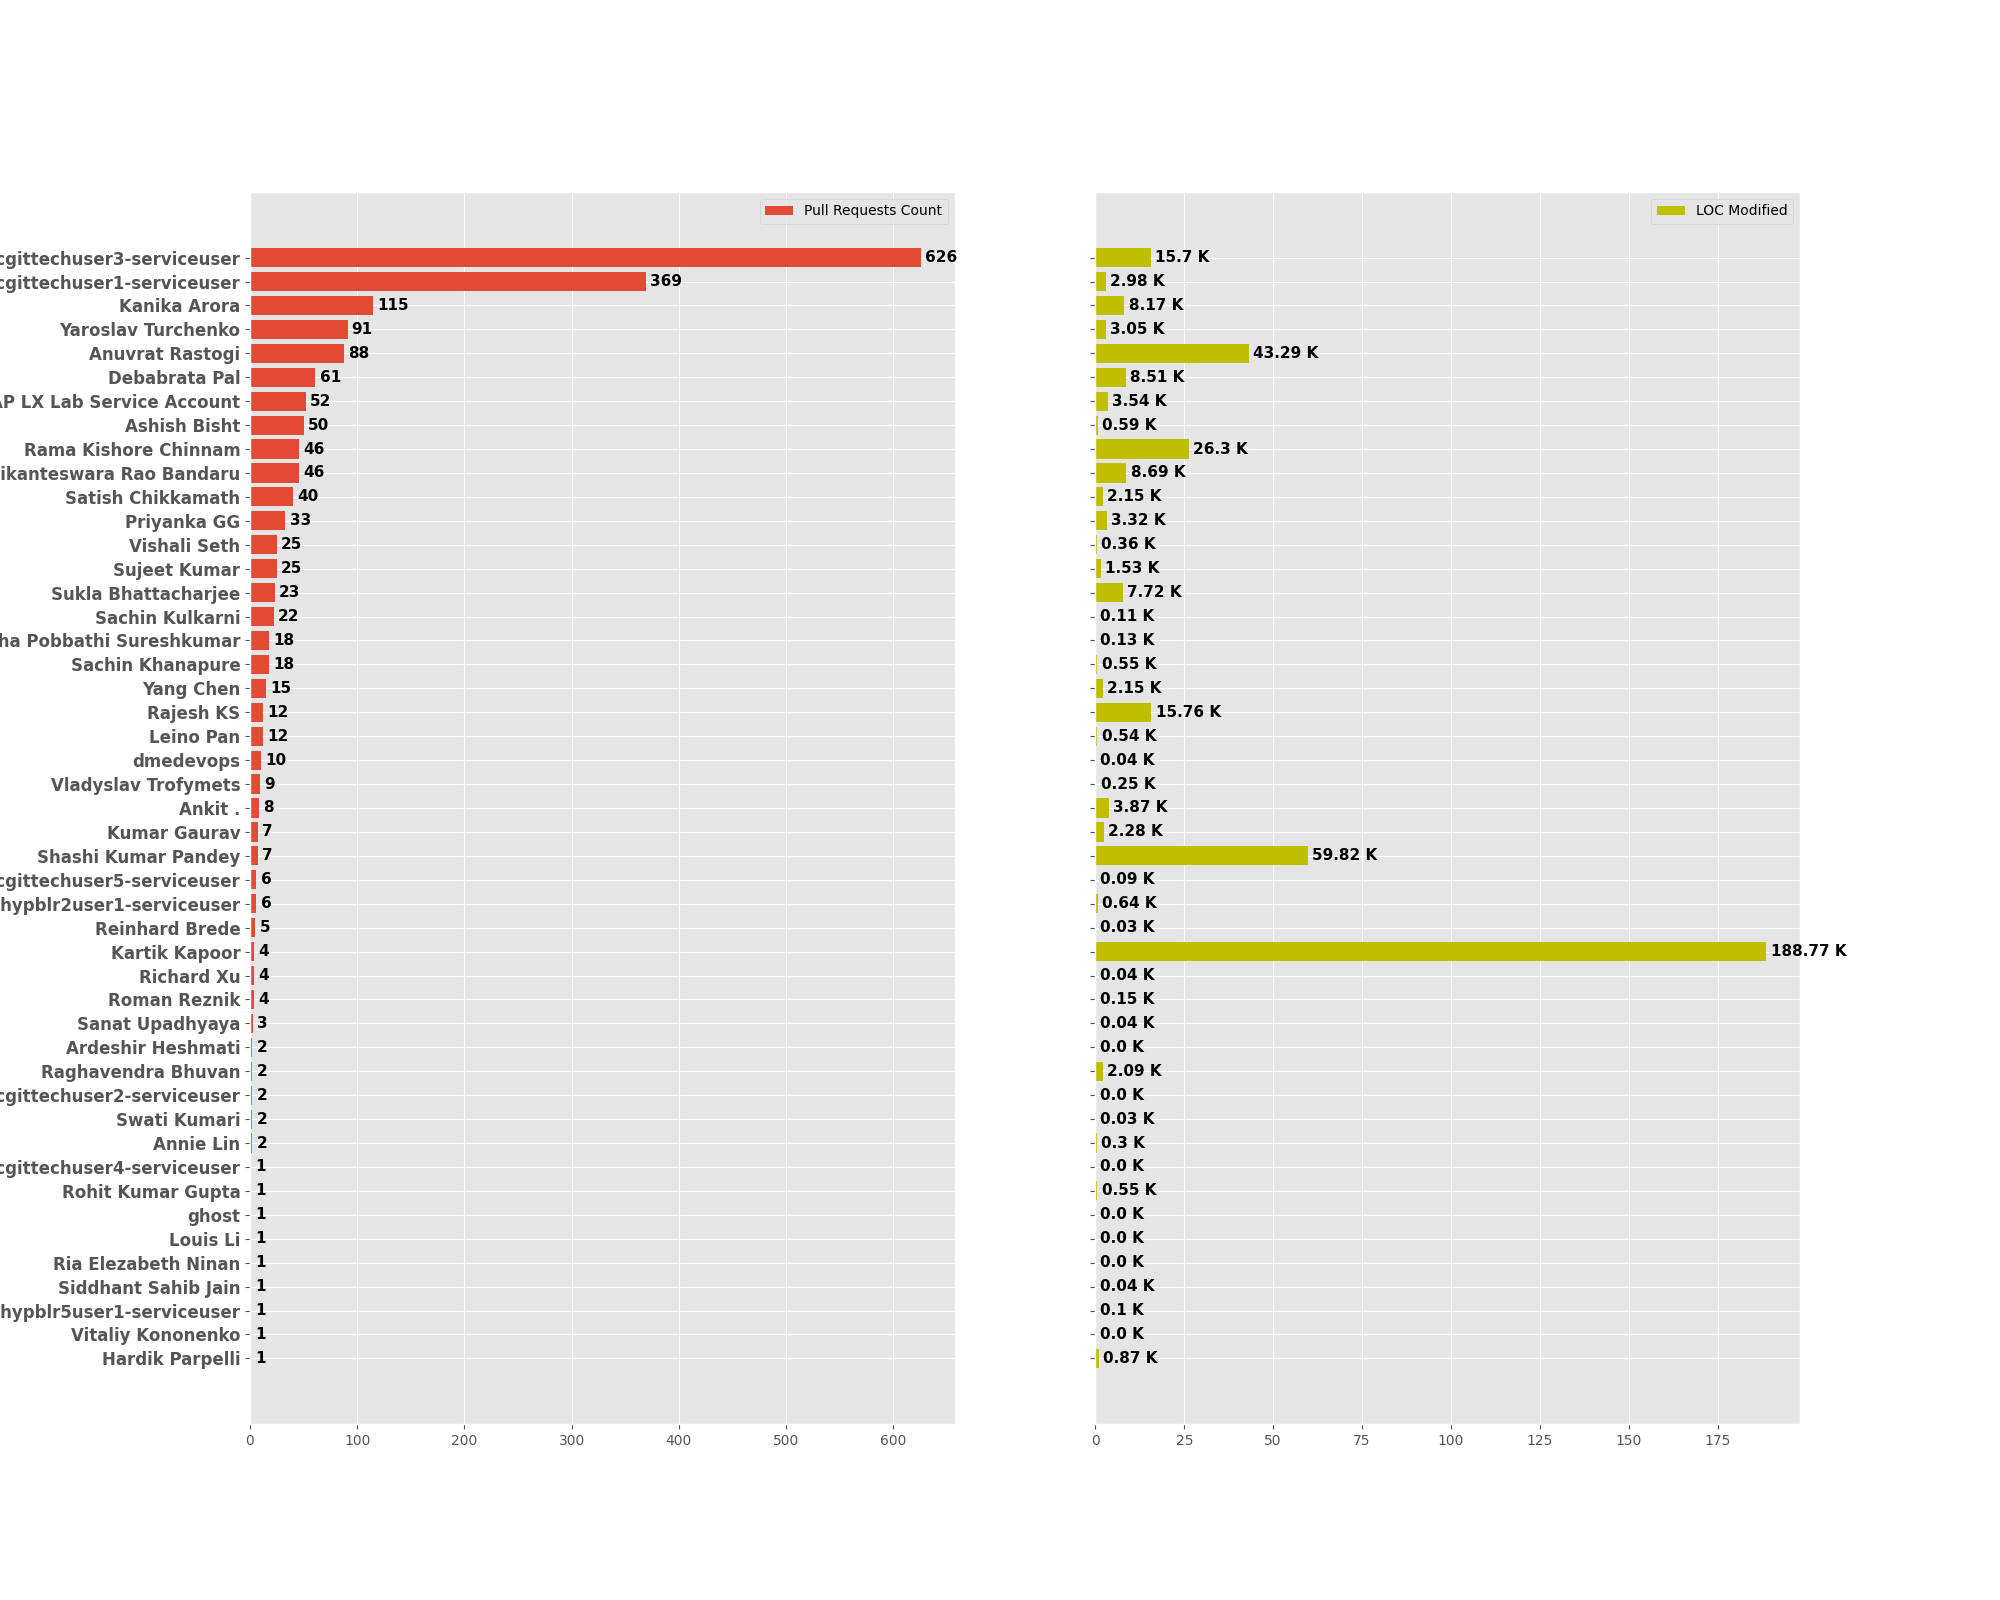 Pull Requests Count
LOC Modified
cgittechuser3-serviceuser 626 15.7 K
cgittechuser1-serviceuser 369 2.98 K
Kanika Arora 115 8.17 K
Yaroslav Turchenko 91 3.05 K
Anuvrat Rastogi 88 43.29 K
Debabrata Pal 61 8.51 K
AP LX Lab Service Account 52 3.54 K
Ashish Bisht 50 0.59 K
Rama Kishore Chinnam 46 26.3 K
ikanteswara Rao Bandaru 46 8.69 K
Satish Chikkamath 40 2.15 K
Priyanka GG 33 3.32 K
Vishali Seth 25 0.36 K
Sujeet Kumar 25 1.53 K
Sukla Bhattacharjee 23 7.72 K
Sachin Kulkarni 22 0.11 K
ha Pobbathi Sureshkumar 18 0.13 K
Sachin Khanapure 18 0.55 K
Yang Chen 15 2.15 K
Rajesh KS 12 15.76 K
Leino Pan 12 0.54 K
dmedevops 10 0.04 K
Vladyslav Trofymets 9 0.25 K
Ankit . 8 3.87 K
Kumar Gaurav 7 2.28 K
Shashi Kumar Pandey 7 59.82 K
cgittechuser5-serviceuser 6 0.09 K
hypblr2user1-serviceuser 6 0.64 K
Reinhard Brede 5 0.03 K
Kartik Kapoor 4 188.77 K
Richard Xu 4 0.04 K
Roman Reznik 4 0.15 K
Sanat Upadhyaya 3 0.04 K
Ardeshir Heshmati 2 0.0 K
Raghavendra Bhuvan 2 2.09 K
cgittechuser2-serviceuser 2 0.0 K
Swati Kumari 2 0.03 K
Annie Lin 2 0.3 K
cgittechuser4-serviceuser 1 0.0 K
Rohit Kumar Gupta 1 0.55 K
ghost 1 0.0 K
Louis Li 1 0.0 K
Ria Elezabeth Ninan 1 0.0 K
Siddhant Sahib Jain 1 0.04 K
hypblr5user1-serviceuser 1 0.1 K
Vitaliy Kononenko 1 0.0 K
Hardik Parpelli 1 0.87 K
0 100 200 300 400 500 600
0 25 50 75 100 125 150 175